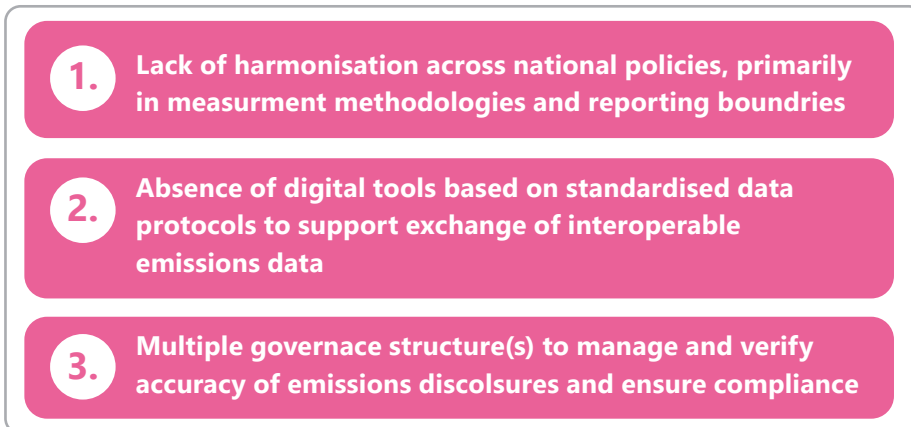 1.
Lack of harmonisation across national policies, primarily
in measurment methodologies and reporting boundries
2.
Absence of digital tools based on standardised data
protocols to support exchange of interoperable
emissions data
3.
Multiple governace structure(s) to manage and verify
accuracy of emissions discolsures and ensure compliance